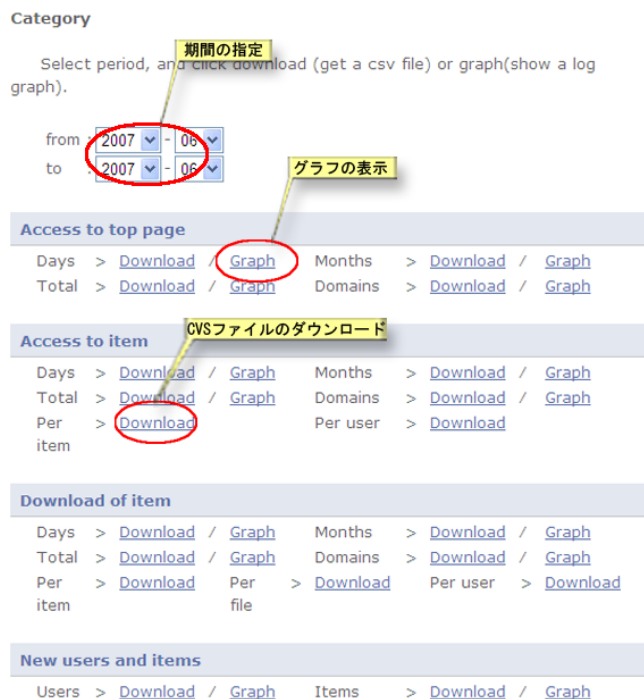 Category
期間の指定
Select period, and click download (get a csv file) or graph(show a log
graph).
from : 2007 - 06
to : 2007 - 06
グラフの表示
Access to top page
Days > Download / Graph Months > Download / Graph
Total > Download / Graph Domains > Download / Graph
CVSファイルのダウンロード
Access to item
Days > Download / Graph Months > Download / Graph
Total > Download / Graph Domains > Download / Graph
Per > Download Per user > Download
item
Download of item
Days > Download / Graph Months > Download / Graph
Total > Download / Graph Domains > Download / Graph
Per > Download Per > Download Per user > Download
item file
New users and items
Users > Download / Graph Items > Download / Graph